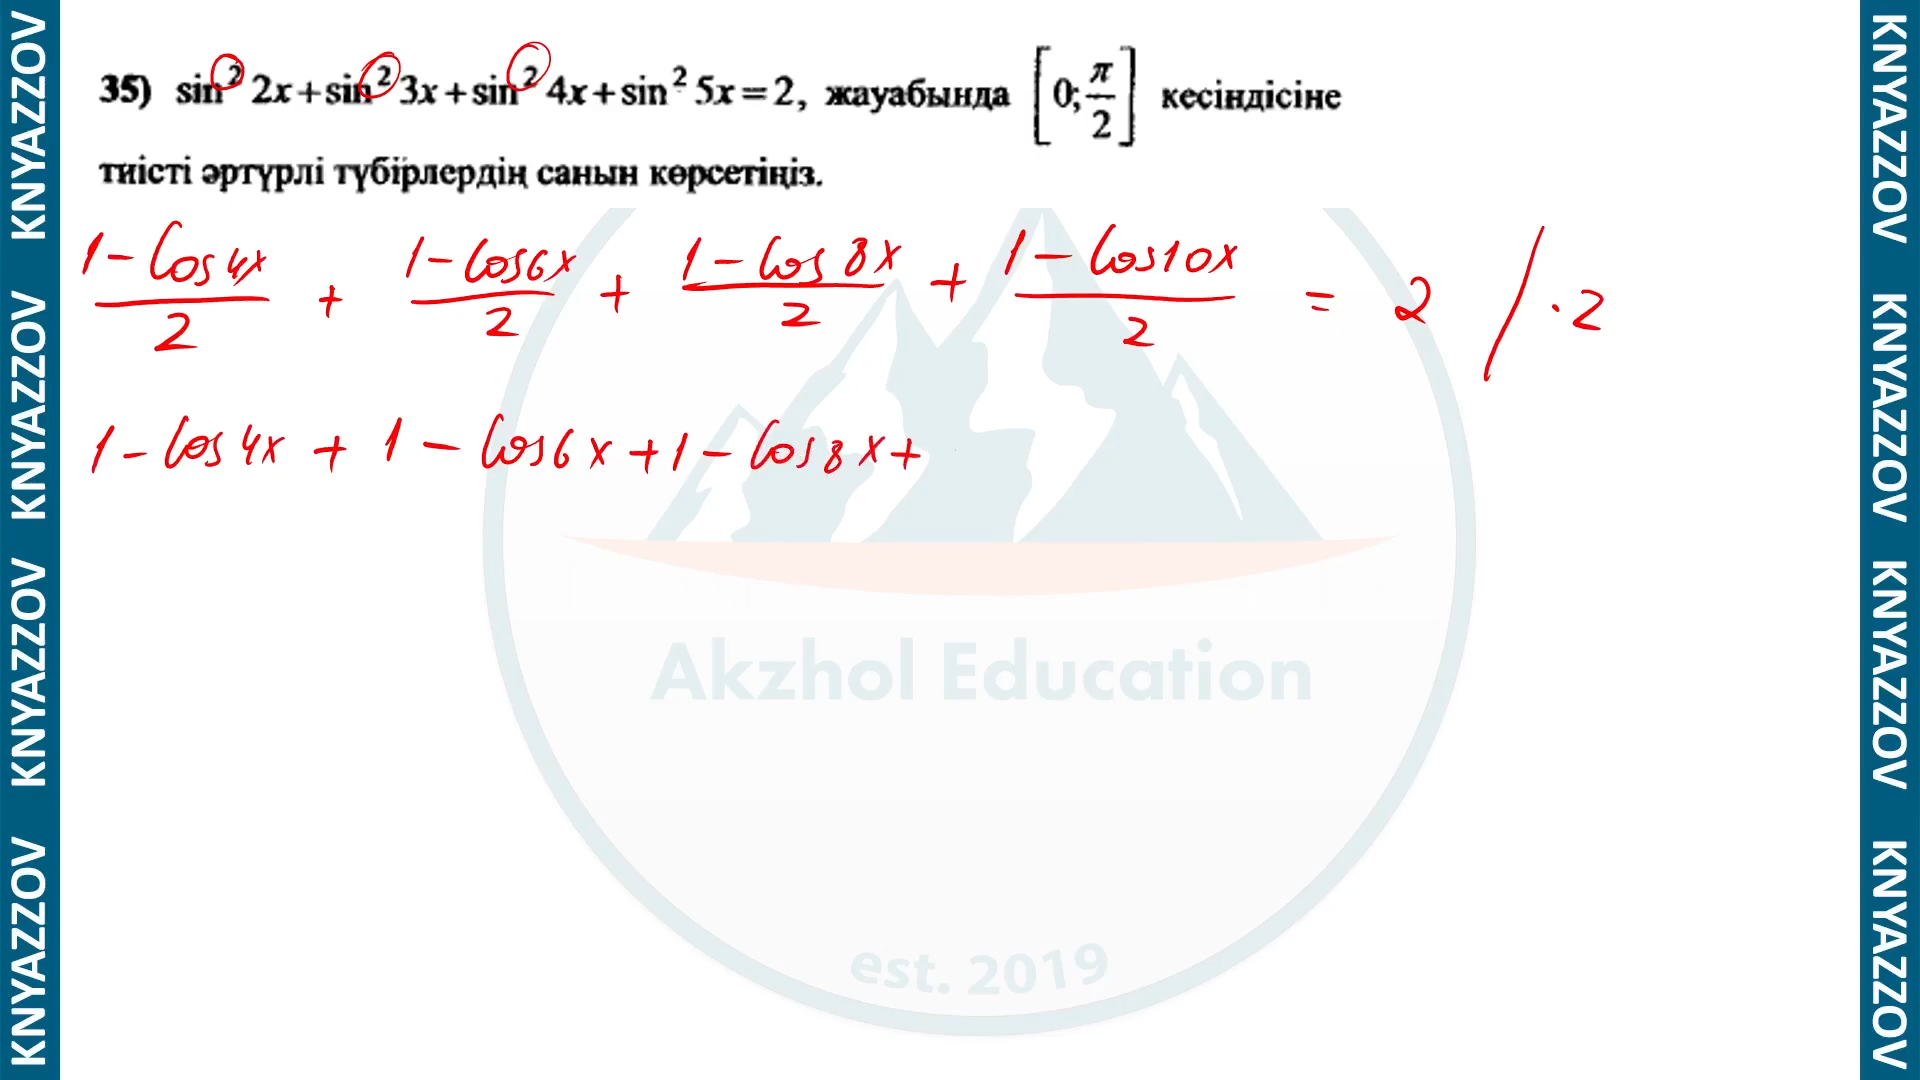 35) sin² 2x + sin² 3x + sin² 4x + sin² 5x = 2, жауабында [0; π/2] кесіндісіне
тиісті әртүрлі түбірлердің санын көрсетіңіз.
(1 - cos 4x)/2 + (1 - cos 6x)/2 + (1 - cos 8x)/2 + (1 - cos 10x)/2 = 2 / · 2
1 - cos 4x + 1 - cos 6x + 1 - cos 8x +
Akzhol Education
est. 2019
KNYAZZOV
KNYAZZOV
KNYAZZOV
KNYAZZOV
KNYAZZOV
KNYAZZOV
KNYAZZOV
KNYAZZOV